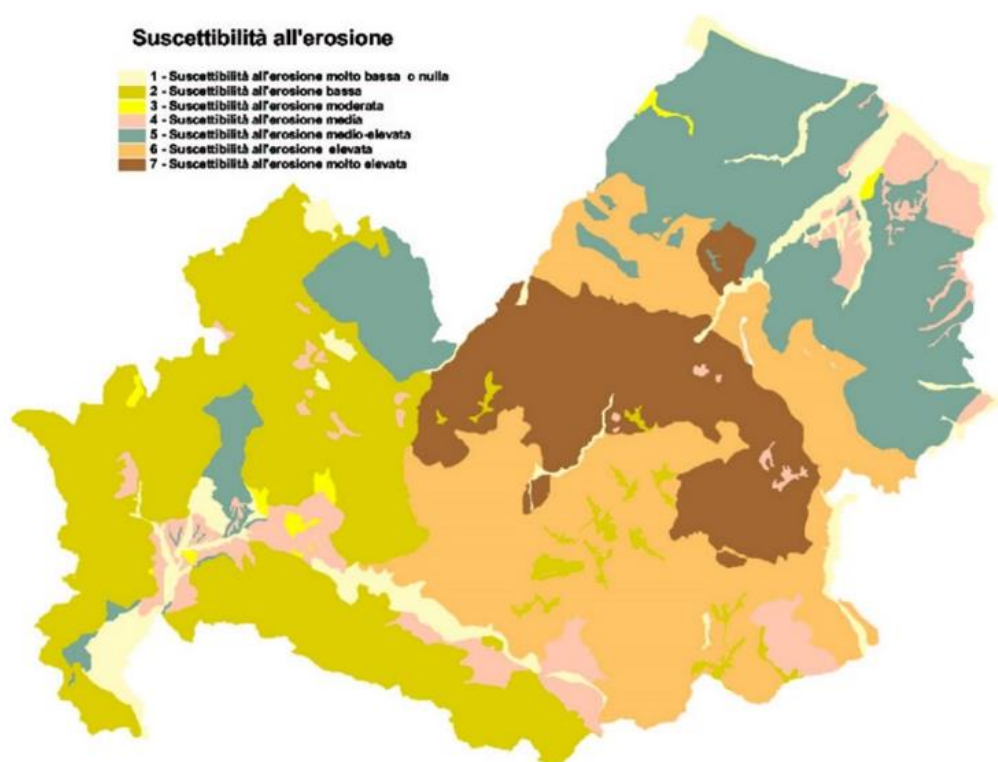 Suscettibilità all'erosione
1 - Suscettibilità all'erosione molto bassa o nulla
2 - Suscettibilità all'erosione bassa
3 - Suscettibilità all'erosione moderata
4 - Suscettibilità all'erosione media
5 - Suscettibilità all'erosione medio-elevata
6 - Suscettibilità all'erosione elevata
7 - Suscettibilità all'erosione molto elevata